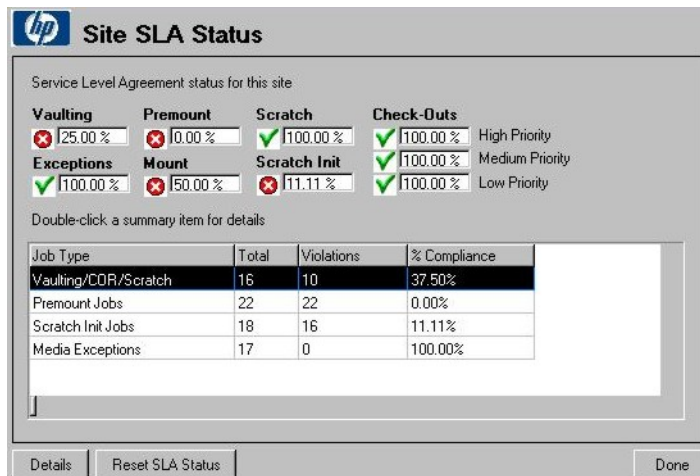 hp
Site SLA Status
Service Level Agreement status for this site
Vaulting Premount Scratch Check-Outs
25.00 % 0.00 % 100.00 % 100.00 % High Priority
100.00 % Medium Priority
Exceptions Mount Scratch Init
100.00 % 50.00 % 11.11 % 100.00 % Low Priority
Double-click a summary item for details
Job Type Total Violations % Compliance
Vaulting/COR/Scratch 16 10 37.50%
Premount Jobs 22 22 0.00%
Scratch Init Jobs 18 16 11.11%
Media Exceptions 17 0 100.00%
Details Reset SLA Status Done